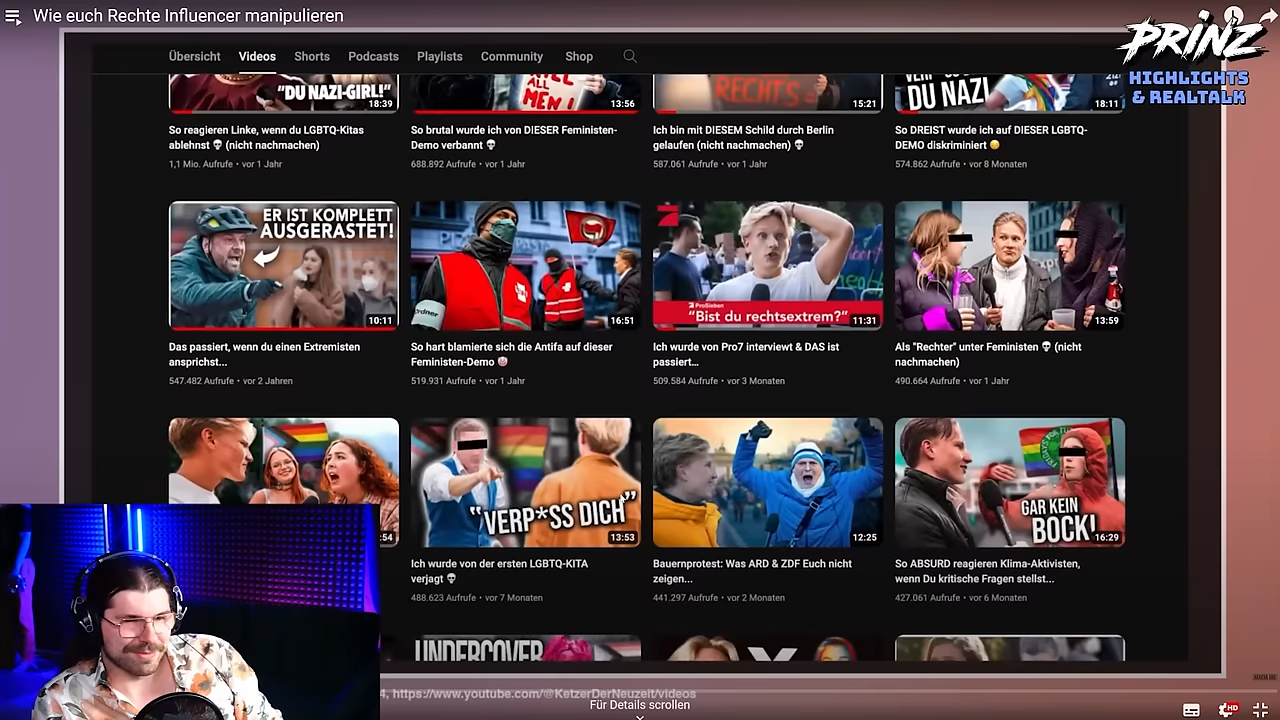 Wie euch Rechte Influencer manipulieren
PRINZ
HIGHLIGHTS
& REALTALK
Übersicht Videos Shorts Podcasts Playlists Community Shop
"DU NAZI-GIRL!"
18:39
ALL
MEN!
13:56
RECHTS
15:21
DU NAZI
18:11
So reagieren Linke, wenn du LGBTQ-Kitas
ablehnst 💀 (nicht nachmachen)
1,1 Mio. Aufrufe • vor 1 Jahr
So brutal wurde ich von DIESER Feministen-
Demo verbannt 💀
688.892 Aufrufe • vor 1 Jahr
Ich bin mit DIESEM Schild durch Berlin
gelaufen (nicht nachmachen) 💀
587.061 Aufrufe • vor 1 Jahr
So DREIST wurde ich auf DIESER LGBTQ-
DEMO diskriminiert
574.862 Aufrufe • vor 8 Monaten
ER IST KOMPLETT
AUSGERASTET!
10:11
Ordner
16:51
ProSieben
"Bist du rechtsextrem?"
11:31
13:59
Das passiert, wenn du einen Extremisten
ansprichst...
547.482 Aufrufe • vor 2 Jahren
So hart blamierte sich die Antifa auf dieser
Feministen-Demo 🤡
519.931 Aufrufe • vor 1 Jahr
Ich wurde von Pro7 interviewt & DAS ist
passiert...
509.584 Aufrufe • vor 3 Monaten
Als "Rechter" unter Feministen 💀 (nicht
nachmachen)
490.664 Aufrufe • vor 1 Jahr
:54
"VERP*SS DICH"
13:53
12:25
GAR KEIN
BOCK!
16:29
Ich wurde von der ersten LGBTQ-KITA
verjagt 💀
488.623 Aufrufe • vor 7 Monaten
Bauernprotest: Was ARD & ZDF Euch nicht
zeigen...
441.297 Aufrufe • vor 2 Monaten
So ABSURD reagieren Klima-Aktivisten,
wenn Du kritische Fragen stellst...
427.061 Aufrufe • vor 6 Monaten
UNDERCOVER
4, https://www.youtube.com/@KetzerDerNeuzeit/videos
Für Details scrollen
HD